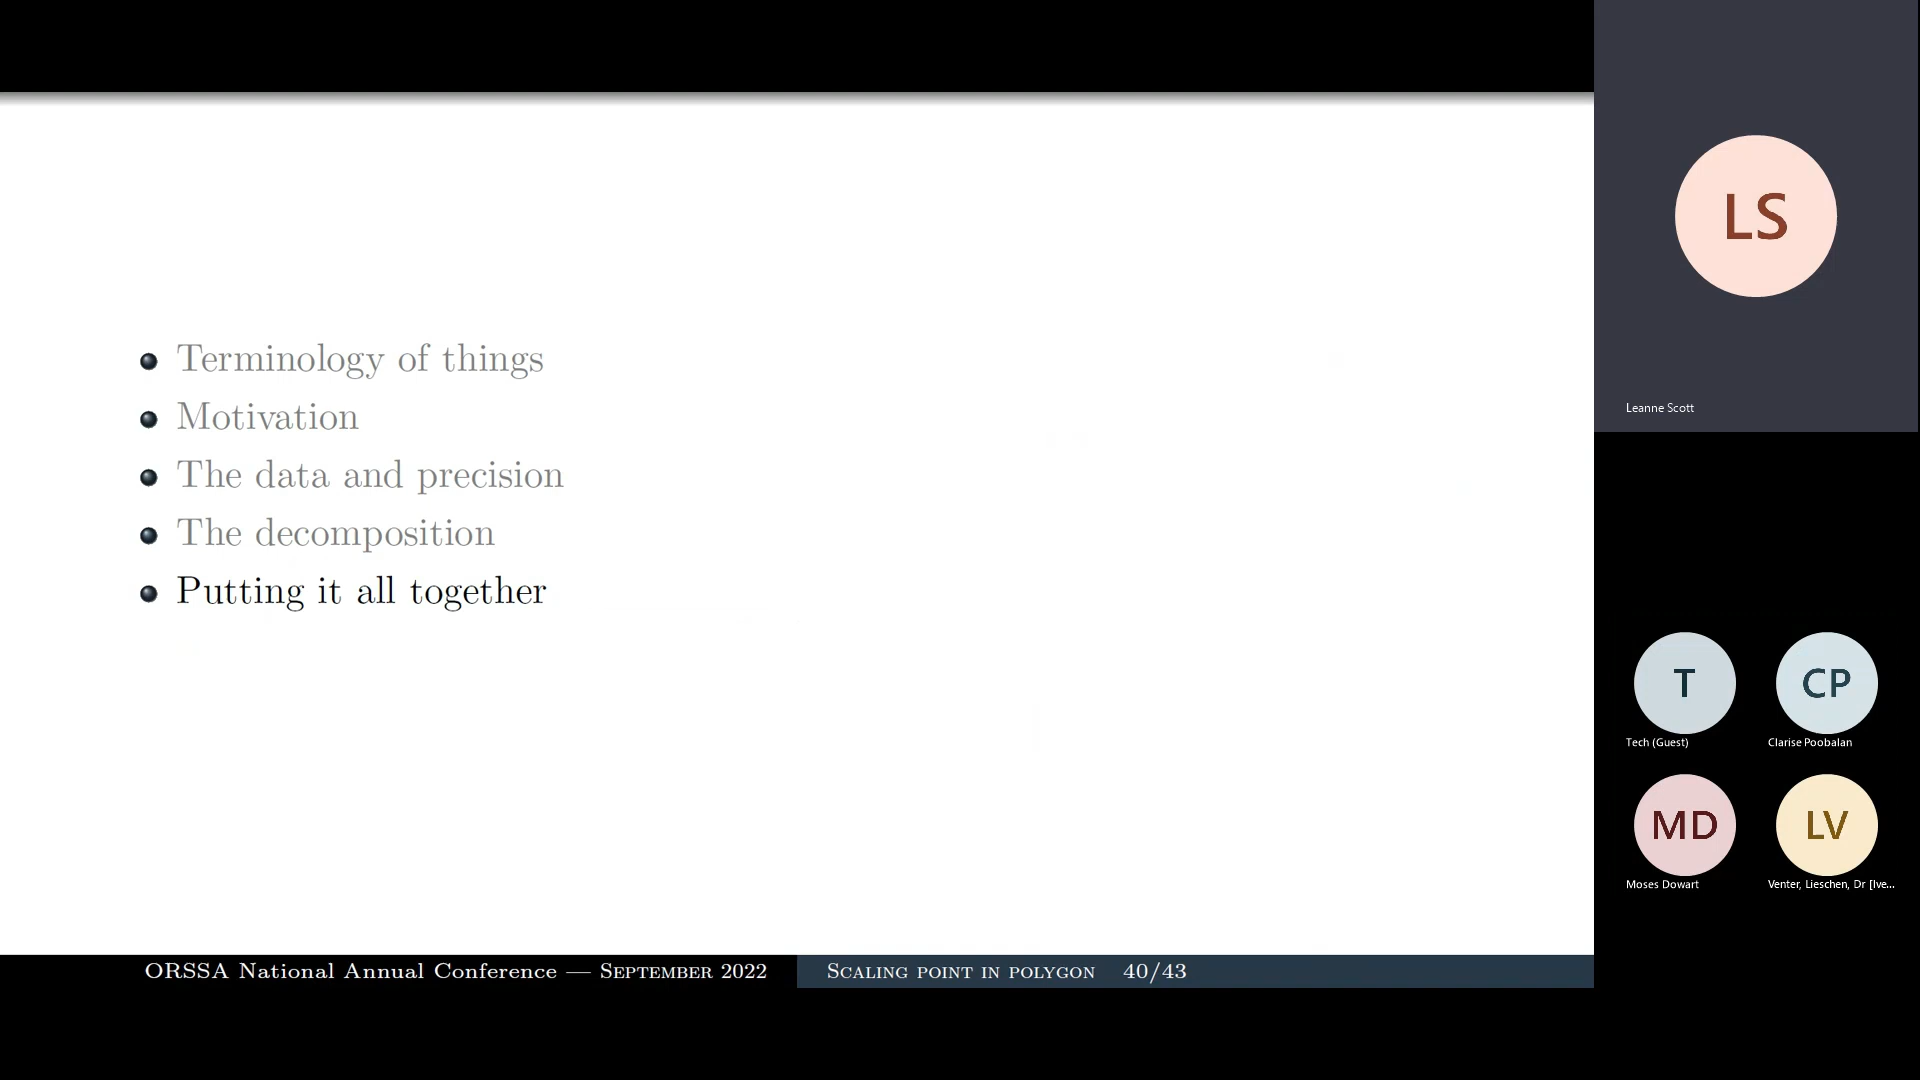 Terminology of things
Motivation
The data and precision
The decomposition
Putting it all together
ORSSA National Annual Conference — September 2022
Scaling point in polygon 40/43
LS
Leanne Scott
T
CP
Tech (Guest)
Clarise Poobalan
MD
LV
Moses Dowart
Venter, Lieschen, Dr [lve...